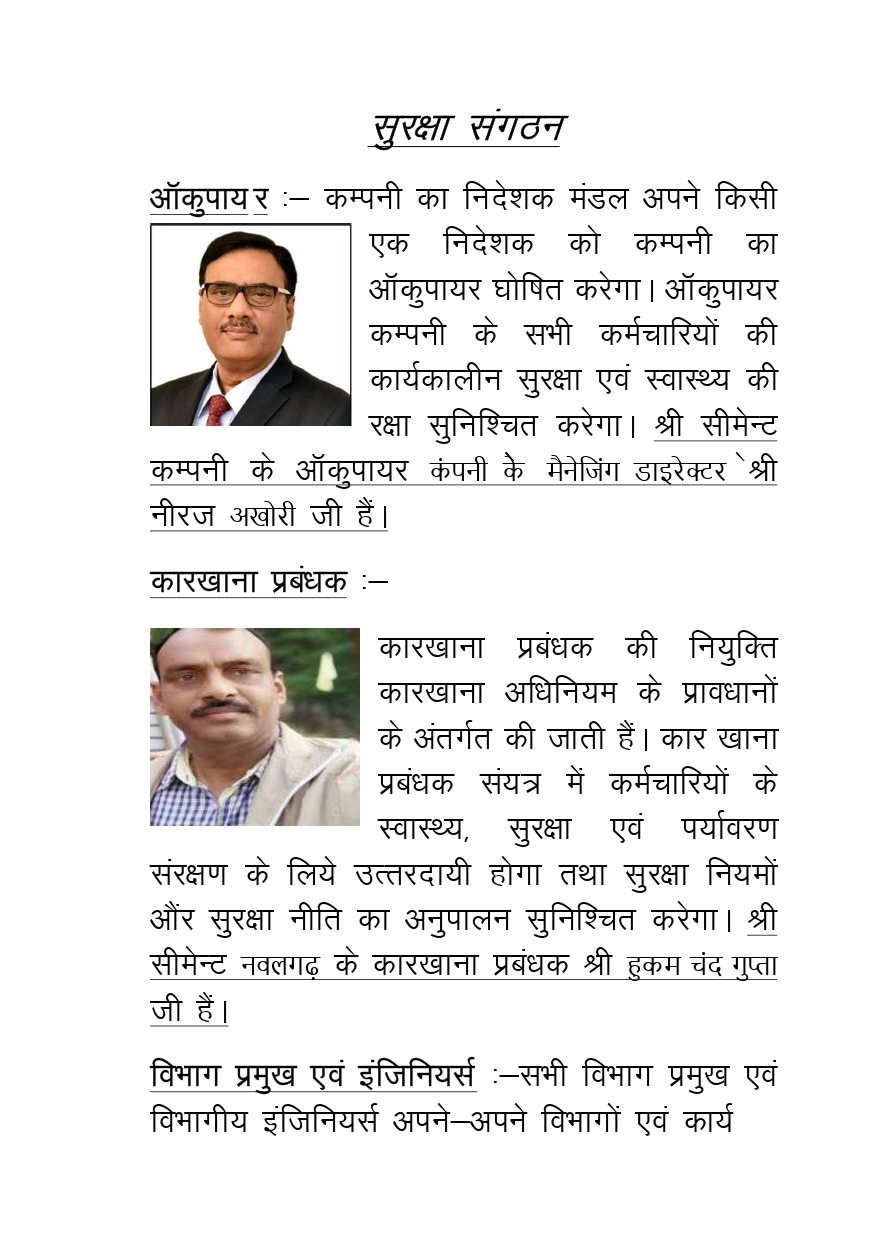 सुरक्षा संगठन
ऑकुपाय र :– कम्पनी का निदेशक मंडल अपने किसी
एक निदेशक को कम्पनी का
ऑकुपायर घोषित करेगा। ऑकुपायर
कम्पनी के सभी कर्मचारियों की
कार्यकालीन सुरक्षा एवं स्वास्थ्य की
रक्षा सुनिश्चित करेगा। श्री सीमेन्ट
कम्पनी के ऑकुपायर कंपनी के मैनेजिंग डाइरेक्टर `श्री
नीरज अखोरी जी हैं।
कारखाना प्रबंधक :–
कारखाना प्रबंधक की नियुक्ति
कारखाना अधिनियम के प्रावधानों
के अंतर्गत की जाती हैं। कार खाना
प्रबंधक संयत्र में कर्मचारियों के
स्वास्थ्य, सुरक्षा एवं पर्यावरण
संरक्षण के लिये उत्तरदायी होगा तथा सुरक्षा नियमों
औंर सुरक्षा नीति का अनुपालन सुनिश्चित करेगा। श्री
सीमेन्ट नवलगढ़ के कारखाना प्रबंधक श्री हुकम चंद गुप्ता
जी हैं।
विभाग प्रमुख एवं इंजिनियर्स :–सभी विभाग प्रमुख एवं
विभागीय इंजिनियर्स अपने–अपने विभागों एवं कार्य